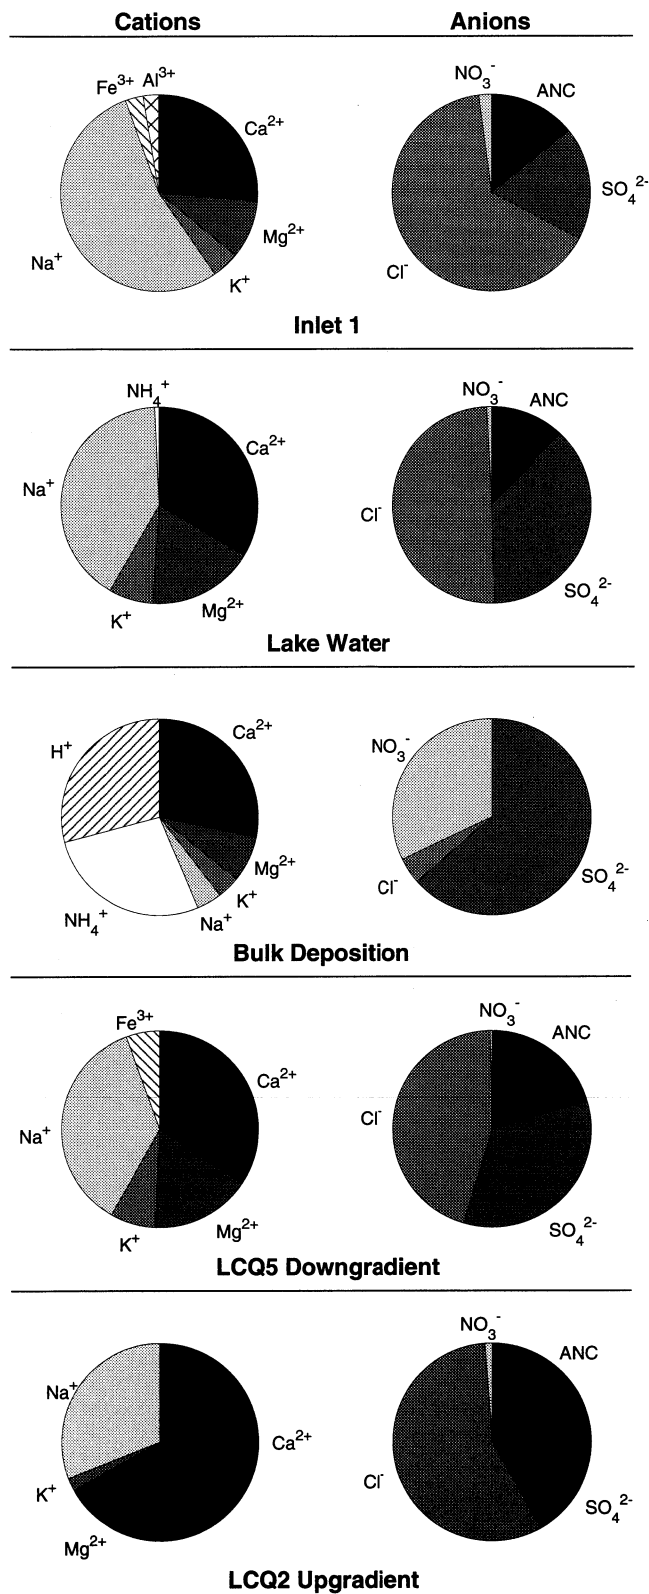 Cations Anions
Fe³⁺ Al³⁺ Ca²⁺ Mg²⁺ K⁺ Na⁺
NO₃⁻ ANC SO₄²⁻ Cl⁻
Inlet 1
NH₄⁺ Ca²⁺ Mg²⁺ K⁺ Na⁺
NO₃⁻ ANC SO₄²⁻ Cl⁻
Lake Water
H⁺ Ca²⁺ Mg²⁺ K⁺ Na⁺ NH₄⁺
NO₃⁻ SO₄²⁻ Cl⁻
Bulk Deposition
Fe³⁺ Ca²⁺ Mg²⁺ K⁺ Na⁺
NO₃⁻ ANC SO₄²⁻ Cl⁻
LCQ5 Downgradient
Na⁺ Ca²⁺ K⁺ Mg²⁺
NO₃⁻ ANC SO₄²⁻ Cl⁻
LCQ2 Upgradient